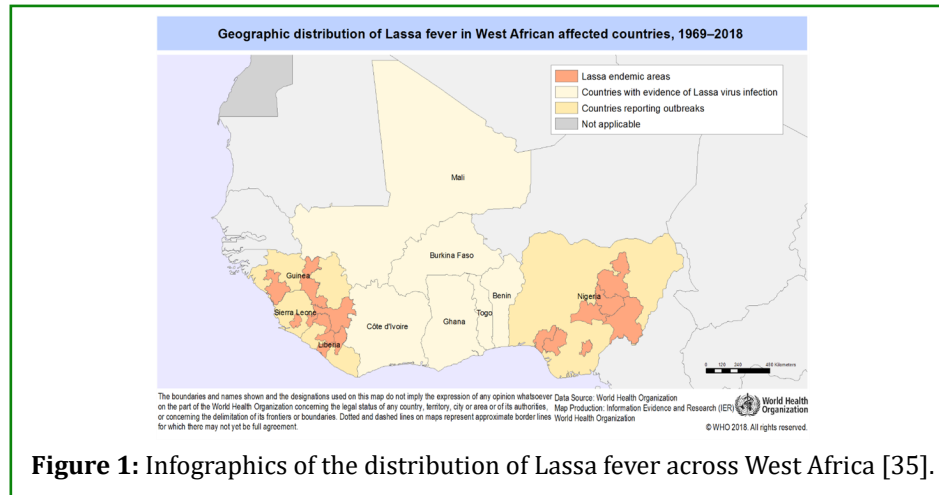 Geographic distribution of Lassa fever in West African affected countries, 1969–2018
Lassa endemic areas
Countries with evidence of Lassa virus infection
Countries reporting outbreaks
Not applicable
Mali
Burkina Faso
Guinea
Benin
Nigeria
Sierra Leone
Togo
Ghana
Côte d'Ivoire
Liberia
0 120 240 480 Kilometers
The boundaries and names shown and the designations used on this map do not imply the expression of any opinion whatsoever
on the part of the World Health Organization concerning the legal status of any country, territory, city or area or of its authorities,
or concerning the delimitation of its frontiers or boundaries. Dotted and dashed lines on maps represent approximate border lines
for which there may not yet be full agreement.
Data Source: World Health Organization
Map Production: Information Evidence and Research (IER)
World Health Organization
World Health
Organization
© WHO 2018. All rights reserved.
Figure 1: Infographics of the distribution of Lassa fever across West Africa [35].